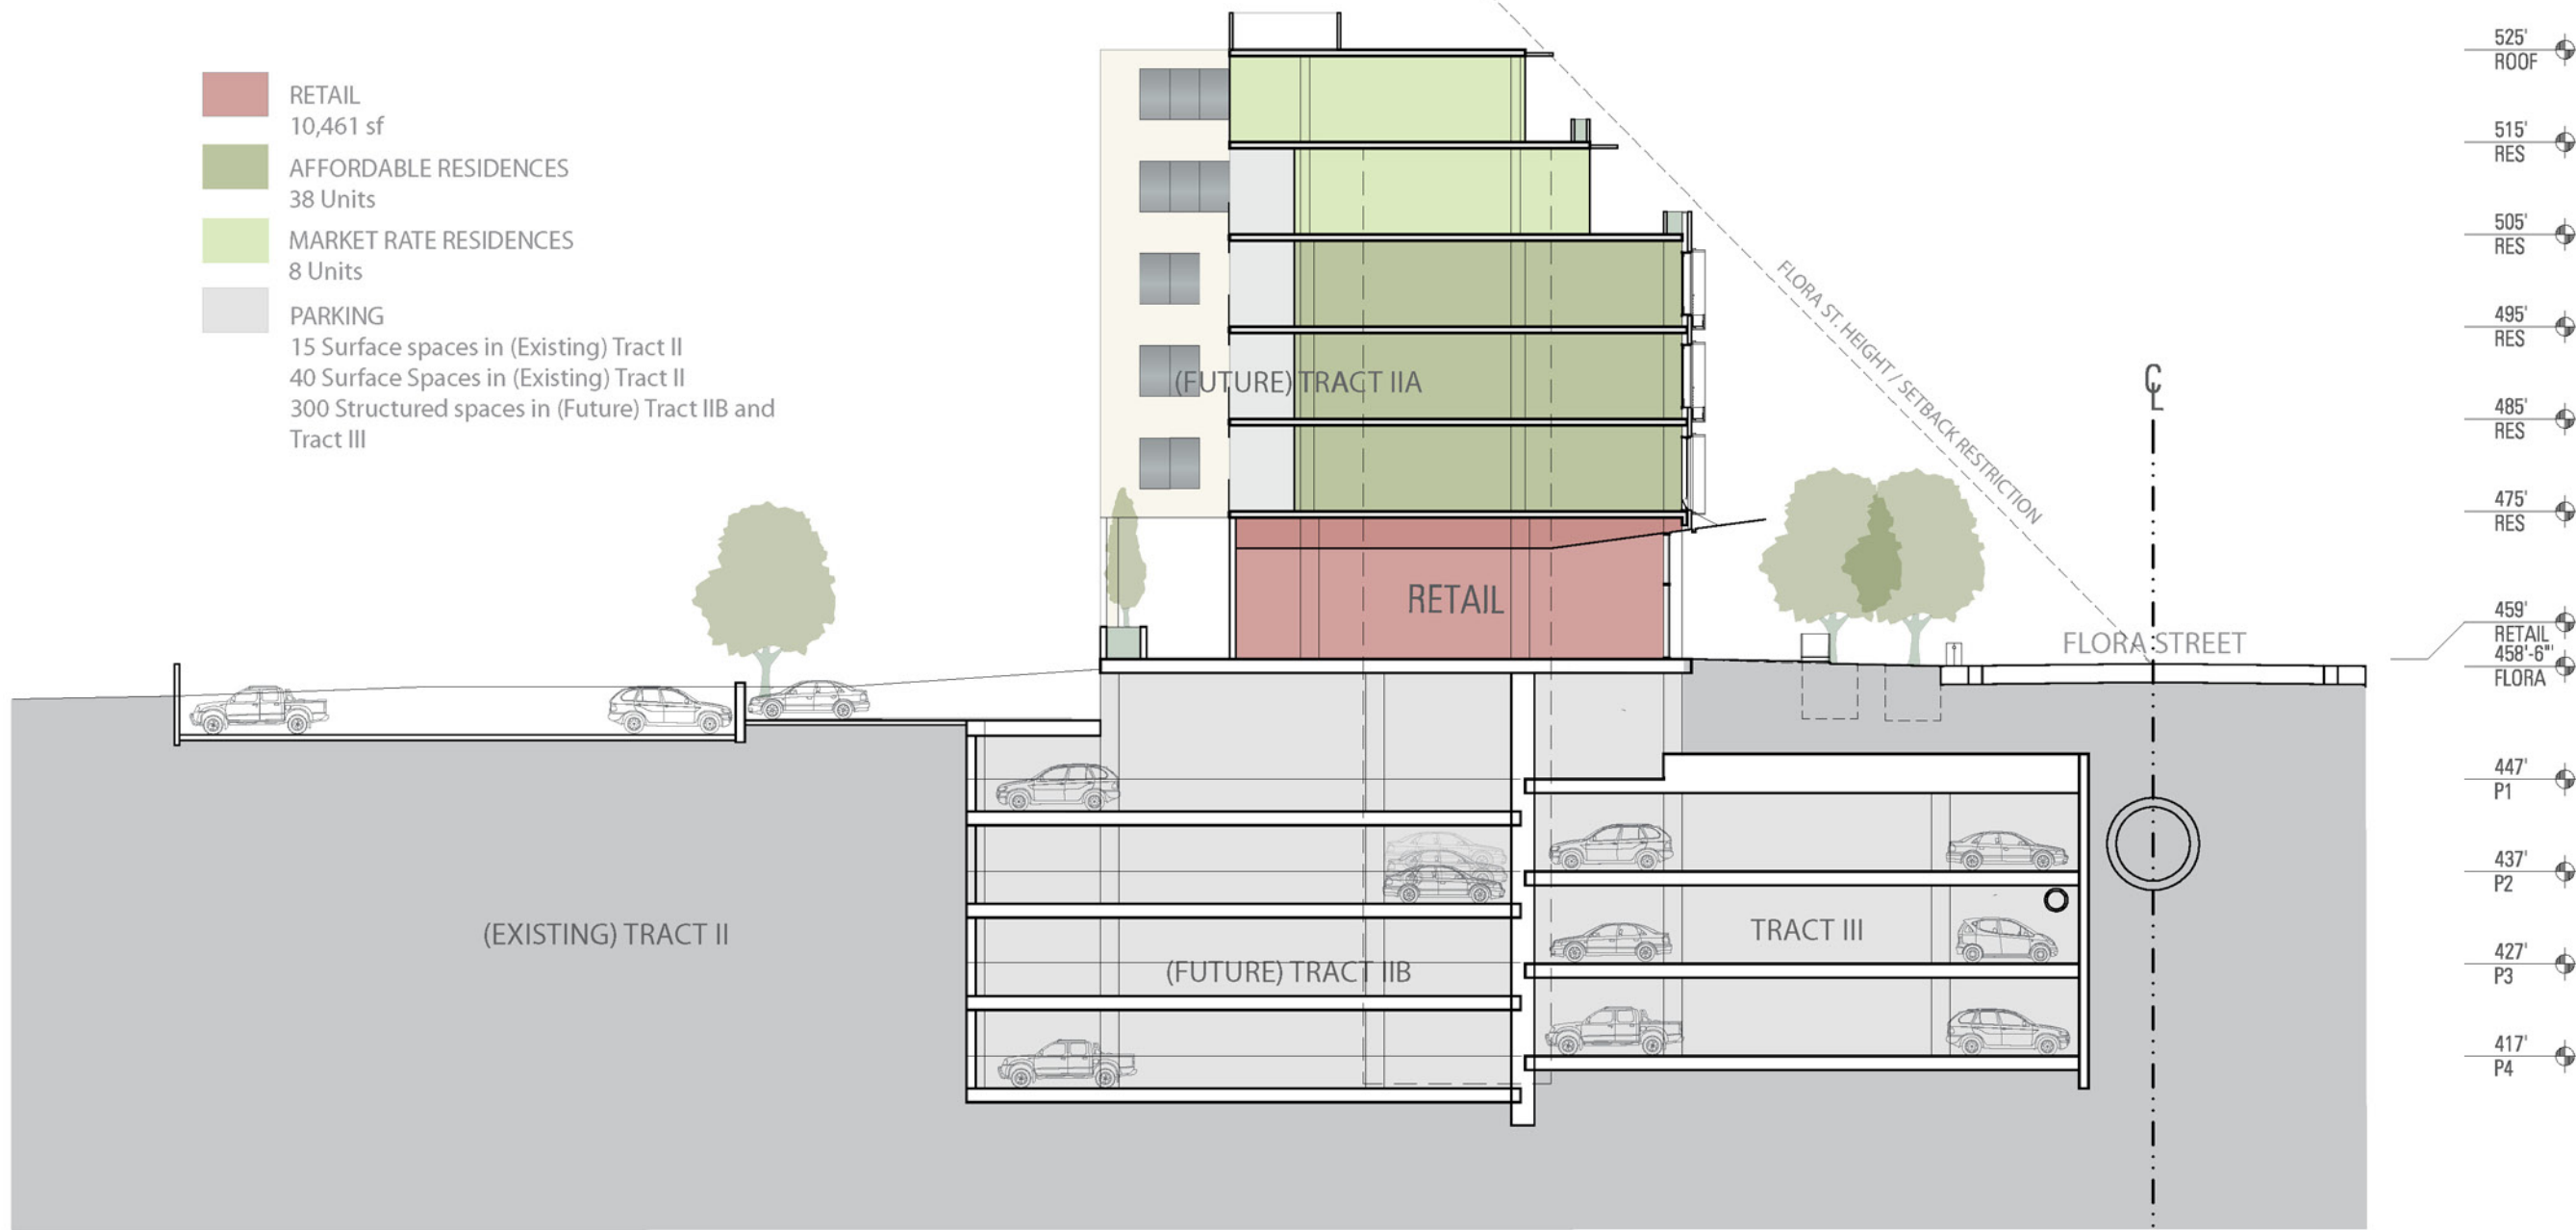 RETAIL
10,461 sf
AFFORDABLE RESIDENCES
38 Units
MARKET RATE RESIDENCES
8 Units
PARKING
15 Surface spaces in (Existing) Tract II
40 Surface Spaces in (Existing) Tract II
300 Structured spaces in (Future) Tract IIB and
Tract III
(FUTURE) TRACT IIA
RETAIL
FLORA ST. HEIGHT / SETBACK RESTRICTION
CL
FLORA STREET
(EXISTING) TRACT II
(FUTURE) TRACT IIB
TRACT III
525'
ROOF
515'
RES
505'
RES
495'
RES
485'
RES
475'
RES
459'
RETAIL
458'-6'"
FLORA
447'
P1
437'
P2
427'
P3
417'
P4